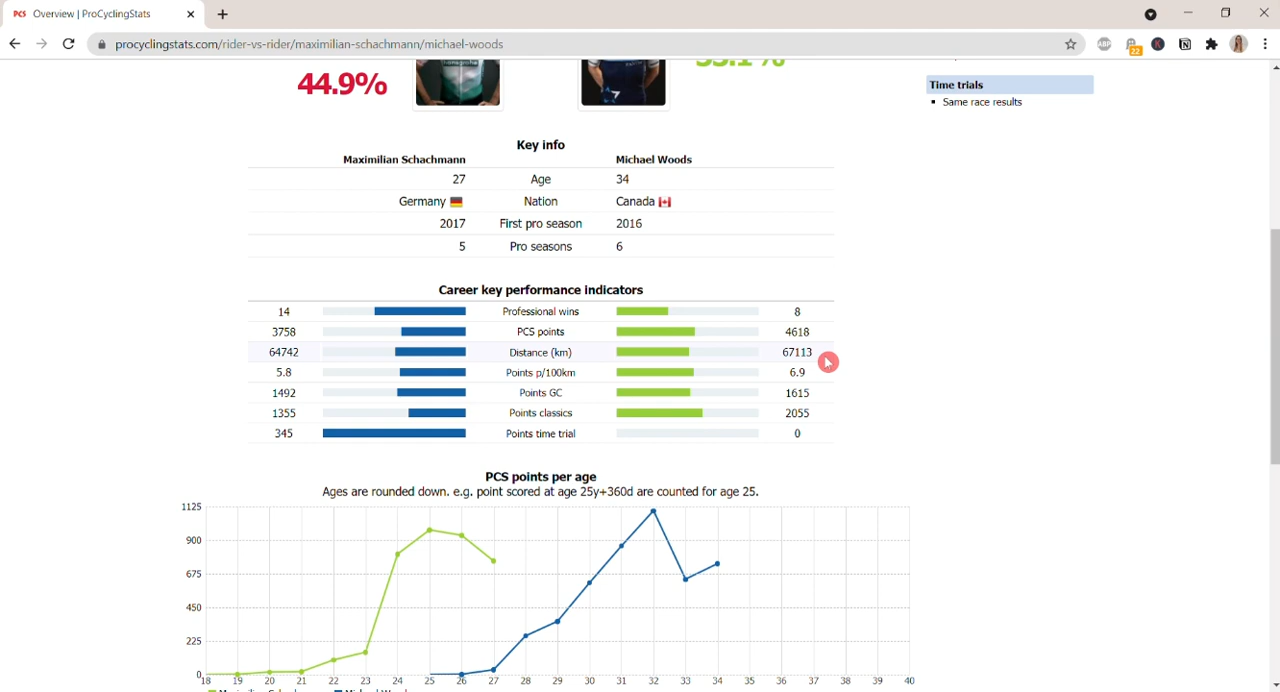 PCS Overview | ProCyclingStats
procyclingstats.com/rider-vs-rider/maximilian-schachmann/michael-woods
ABP 22 K N
44.9%
Time trials
Same race results
Key info
Maximilian Schachmann Michael Woods
27 Age 34
Germany Nation Canada
2017 First pro season 2016
5 Pro seasons 6
Career key performance indicators
14 Professional wins 8
3758 PCS points 4618
64742 Distance (km) 67113
5.8 Points p/100km 6.9
1492 Points GC 1615
1355 Points classics 2055
345 Points time trial 0
PCS points per age
Ages are rounded down. e.g. point scored at age 25y+360d are counted for age 25.
1125
900
675
450
225
0
18 19 20 21 22 23 24 25 26 27 28 29 30 31 32 33 34 35 36 37 38 39 40